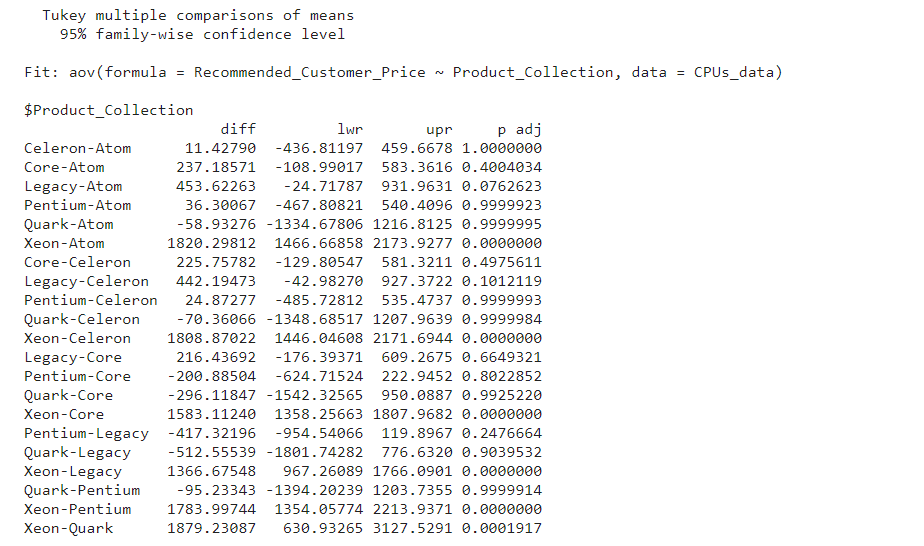 Tukey multiple comparisons of means
95% family-wise confidence level
Fit: aov(formula = Recommended_Customer_Price ~ Product_Collection, data = CPUs_data)
$Product_Collection
diff lwr upr p adj
Celeron-Atom 11.42790 -436.81197 459.6678 1.0000000
Core-Atom 237.18571 -108.99017 583.3616 0.4004034
Legacy-Atom 453.62263 -24.71787 931.9631 0.0762623
Pentium-Atom 36.30067 -467.80821 540.4096 0.9999923
Quark-Atom -58.93276 -1334.67806 1216.8125 0.9999995
Xeon-Atom 1820.29812 1466.66858 2173.9277 0.0000000
Core-Celeron 225.75782 -129.80547 581.3211 0.4975611
Legacy-Celeron 442.19473 -42.98270 927.3722 0.1012119
Pentium-Celeron 24.87277 -485.72812 535.4737 0.9999993
Quark-Celeron -70.36066 -1348.68517 1207.9639 0.9999984
Xeon-Celeron 1808.87022 1446.04608 2171.6944 0.0000000
Legacy-Core 216.43692 -176.39371 609.2675 0.6649321
Pentium-Core -200.88504 -624.71524 222.9452 0.8022852
Quark-Core -296.11847 -1542.32565 950.0887 0.9925220
Xeon-Core 1583.11240 1358.25663 1807.9682 0.0000000
Pentium-Legacy -417.32196 -954.54066 119.8967 0.2476664
Quark-Legacy -512.55539 -1801.74282 776.6320 0.9039532
Xeon-Legacy 1366.67548 967.26089 1766.0901 0.0000000
Quark-Pentium -95.23343 -1394.20239 1203.7355 0.9999914
Xeon-Pentium 1783.99744 1354.05774 2213.9371 0.0000000
Xeon-Quark 1879.23087 630.93265 3127.5291 0.0001917